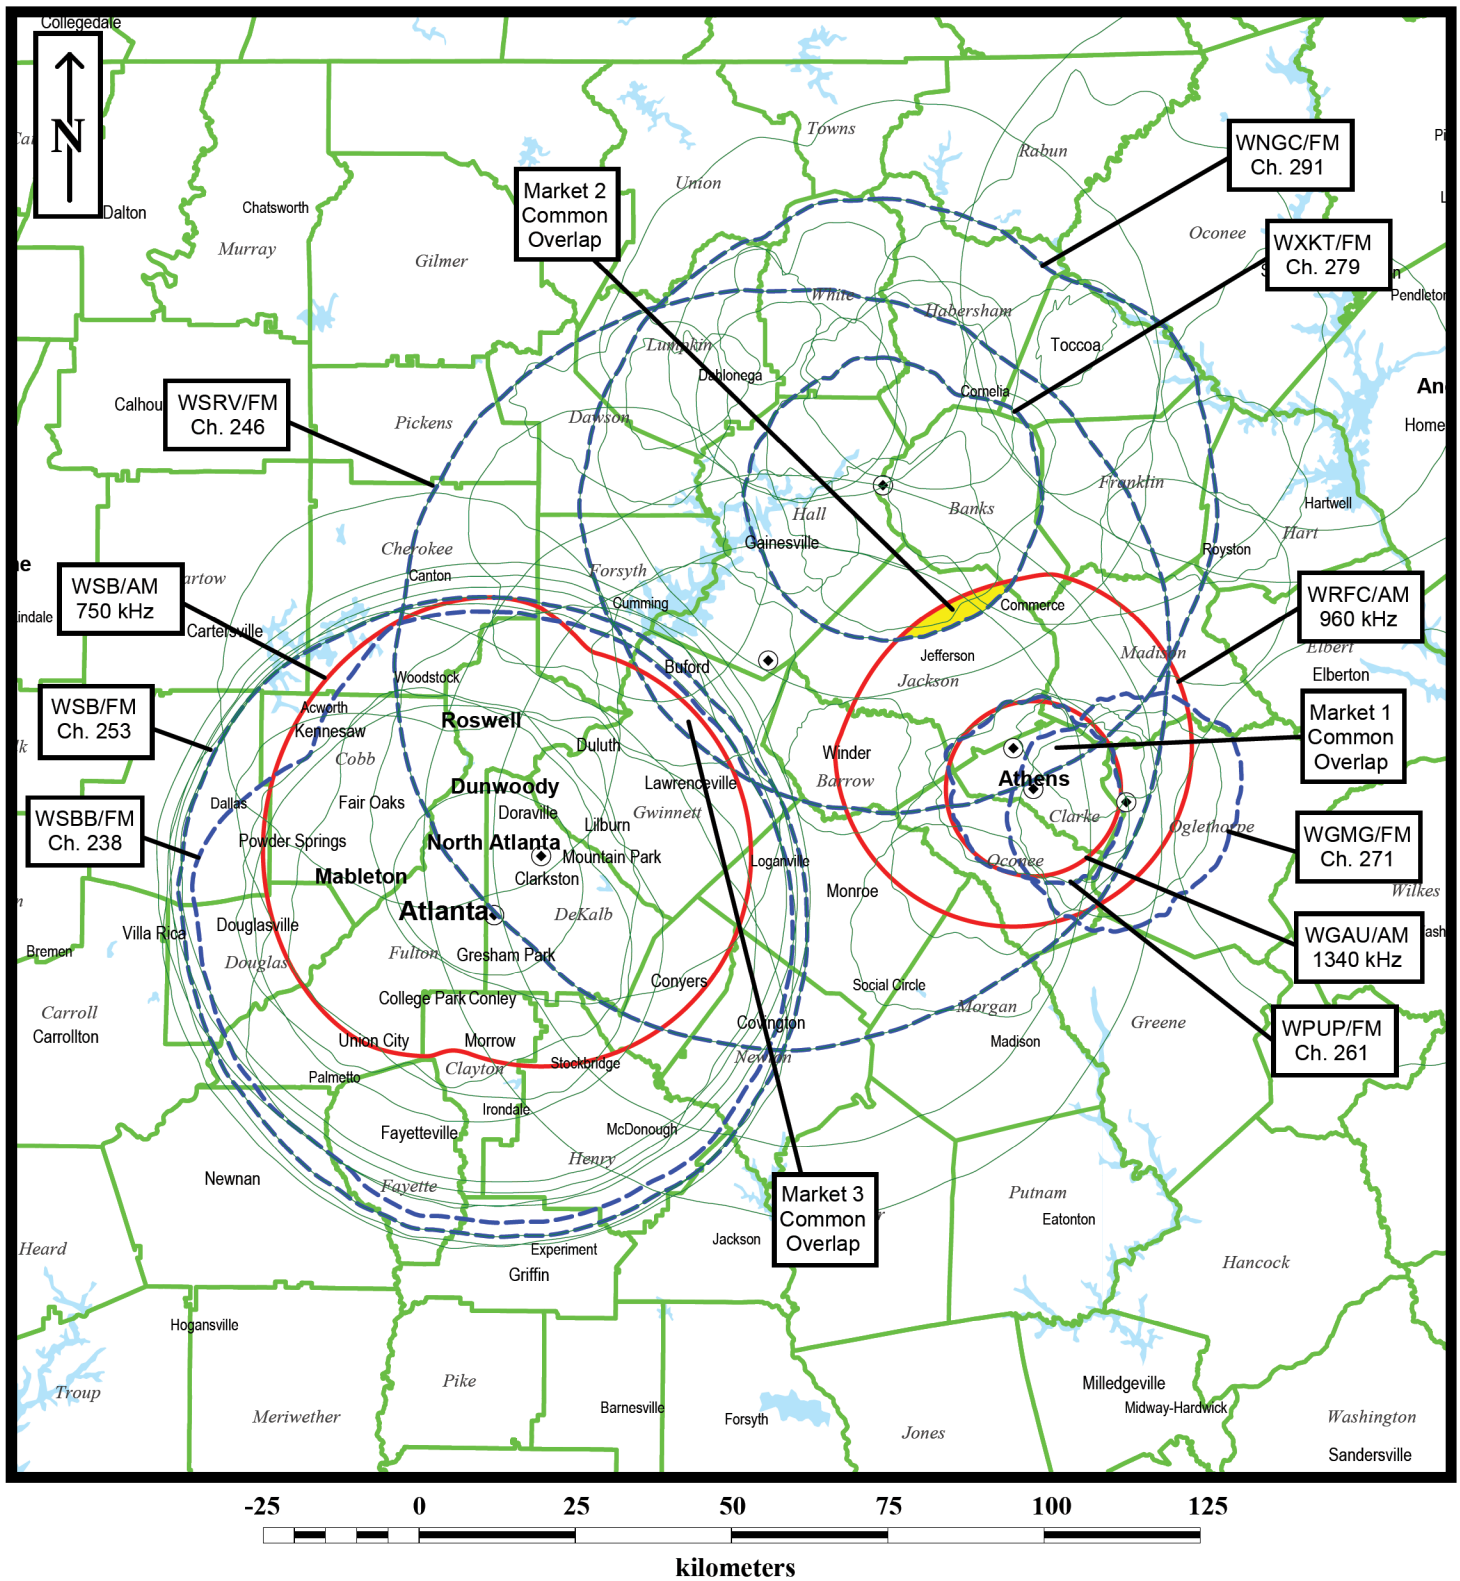 Collegedale
N
Dalton
Chatsworth
Murray
Gilmer
Union
Towns
Rabun
Oconee
Pendleton
WNGC/FM
Ch. 291
WXKT/FM
Ch. 279
Market 2
Common
Overlap
White
Habersham
Lumpkin
Toccoa
Dahlonega
Cornelia
Calhou
WSRV/FM
Ch. 246
Pickens
Dawson
An
Home
Franklin
Hartwell
Hart
Hall
Banks
Gainesville
Royston
Cherokee
Canton
Forsyth
Cumming
Commerce
WSB/AM
750 kHz
artow
Cartersville
WRFC/AM
960 kHz
Elbert
Elberton
Jefferson
Jackson
Madison
Buford
Woodstock
WSB/FM
Ch. 253
Acworth
Kennesaw
Roswell
Cobb
Duluth
Winder
Barrow
Market 1
Common
Overlap
Athens
Dunwoody
Lawrenceville
Gwinnett
Dallas
Fair Oaks
Doraville
Lilburn
Clarke
Oglethorpe
WSBB/FM
Ch. 238
Powder Springs
North Atlanta
Mountain Park
Loganville
Oconee
WGMG/FM
Ch. 271
Mableton
Clarkston
Monroe
Wilkes
Atlanta
DeKalb
Villa Rica
Douglasville
Bremen
Fulton
Gresham Park
WGAU/AM
1340 kHz
ash
Douglas
Conyers
Social Circle
College Park
Conley
Morgan
Carroll
Carrollton
Covington
Greene
WPUP/FM
Ch. 261
Union City
Morrow
Madison
Newton
Stockbridge
Clayton
Palmetto
Irondale
Fayetteville
McDonough
Henry
Newnan
Fayette
Market 3
Common
Overlap
Putnam
Eatonton
Jackson
Heard
Experiment
Griffin
Hancock
Hogansville
Pike
Troup
Meriwether
Barnesville
Forsyth
Jones
Milledgeville
Midway-Hardwick
Washington
Sandersville
-25 0 25 50 75 100 125
kilometers